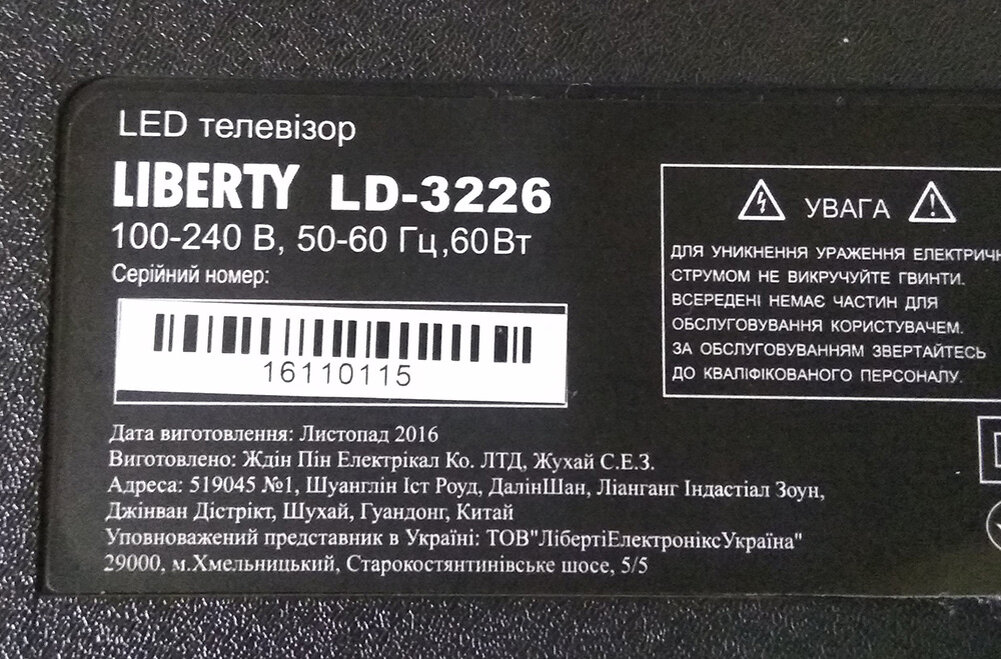 LED телевізор
LIBERTY LD-3226
100-240 В, 50-60 Гц,60Вт
Серійний номер:
16110115
Дата виготовлення: Листопад 2016
Виготовлено: Ждін Пін Електрікал Ко. ЛТД, Жухай С.Е.З.
Адреса: 519045 №1, Шуанглін Іст Роуд, ДалінШан, Ліанганг Індастіал Зоун,
Джінван Дістрікт, Шухай, Гуандонг, Китай
Уповноважений представник в Україні: ТОВ"ЛібертіЕлектроніксУкраїна"
29000, м.Хмельницький, Старокостянтинівське шосе, 5/5
УВАГА
ДЛЯ УНИКНЕННЯ УРАЖЕННЯ ЕЛЕКТРИЧН
СТРУМОМ НЕ ВИКРУЧУЙТЕ ГВИНТИ.
ВСЕРЕДЕНІ НЕМАЄ ЧАСТИН ДЛЯ
ОБСЛУГОВУВАННЯ КОРИСТУВАЧЕМ.
ЗА ОБСЛУГОВУВАННЯМ ЗВЕРТАЙТЕСЬ
ДО КВАЛІФІКОВАНОГО ПЕРСОНАЛУ.